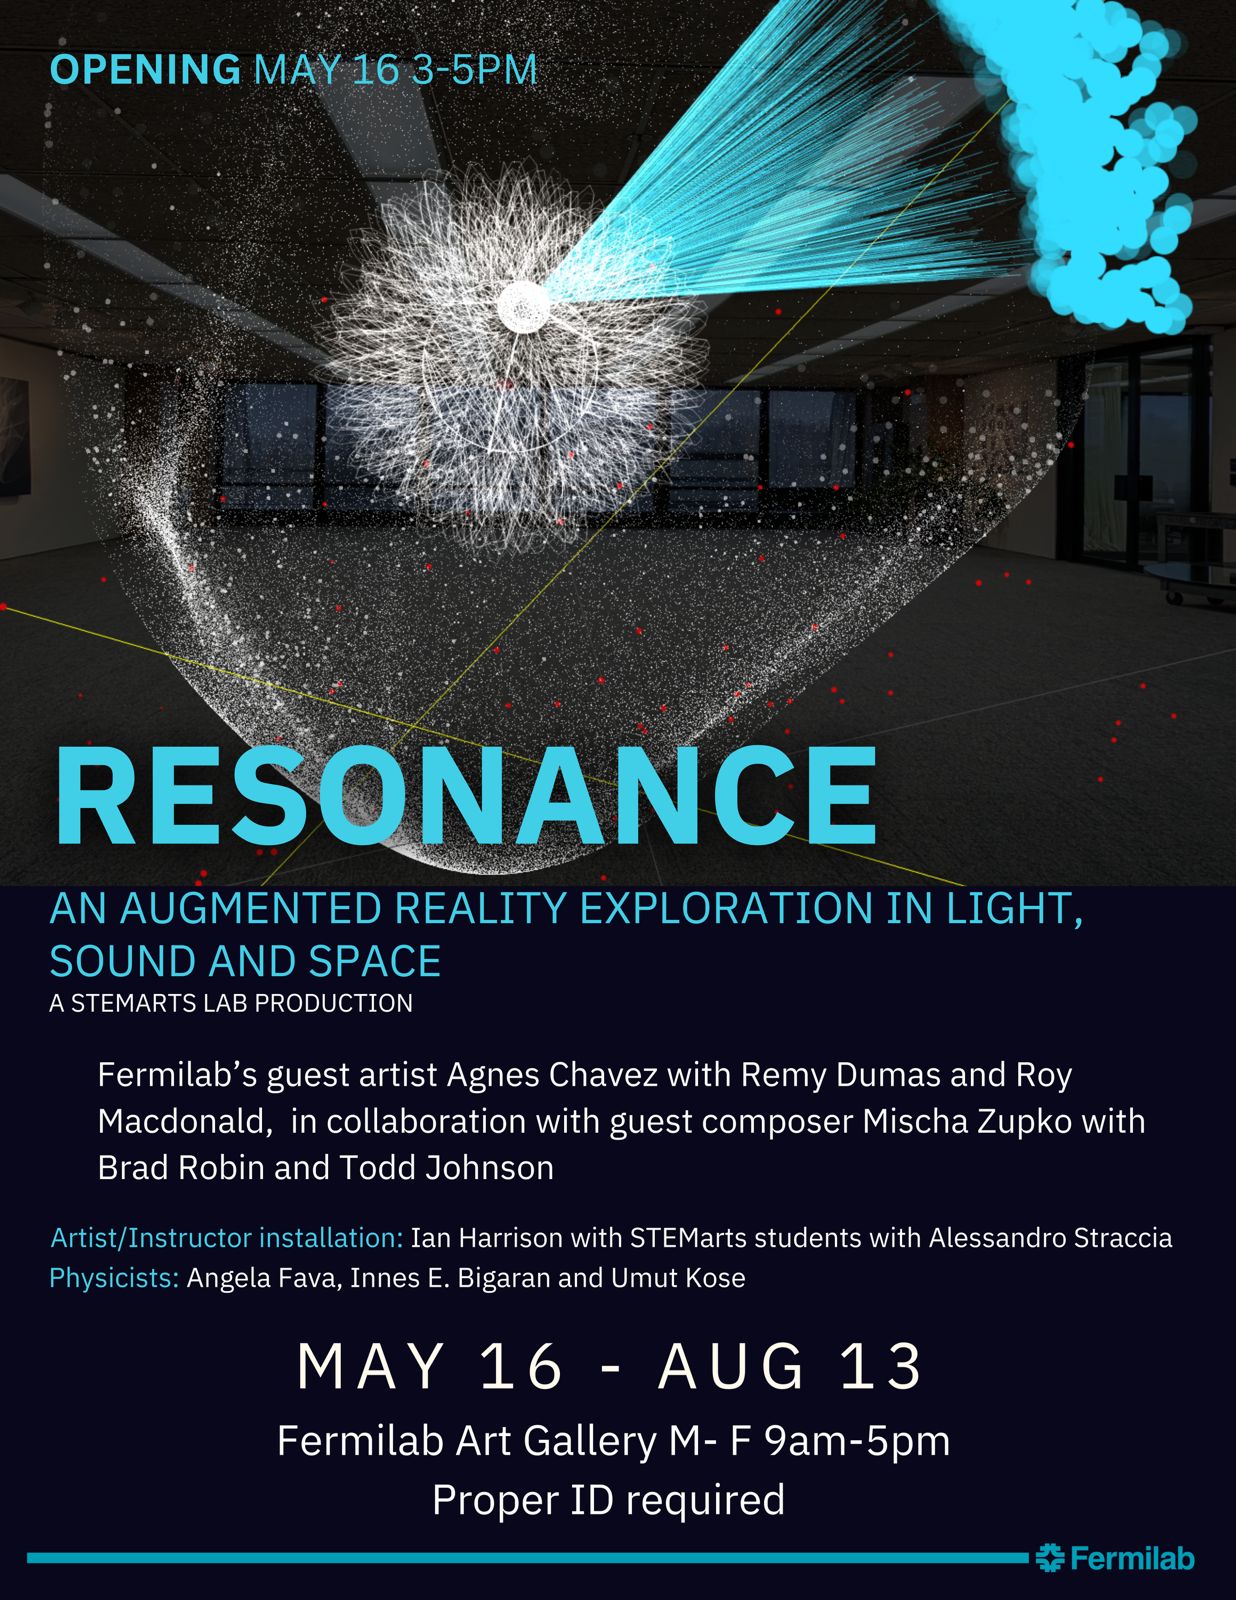 OPENING MAY 16 3-5PM
RESONANCE
AN AUGMENTED REALITY EXPLORATION IN LIGHT,
SOUND AND SPACE
A STEMARTS LAB PRODUCTION
Fermilab’s guest artist Agnes Chavez with Remy Dumas and Roy
Macdonald,  in collaboration with guest composer Mischa Zupko with
Brad Robin and Todd Johnson
Artist/Instructor installation: Ian Harrison with STEMarts students with Alessandro Straccia
Physicists: Angela Fava, Innes E. Bigaran and Umut Kose
MAY 16 - AUG 13
Fermilab Art Gallery M- F 9am-5pm
Proper ID required
Fermilab